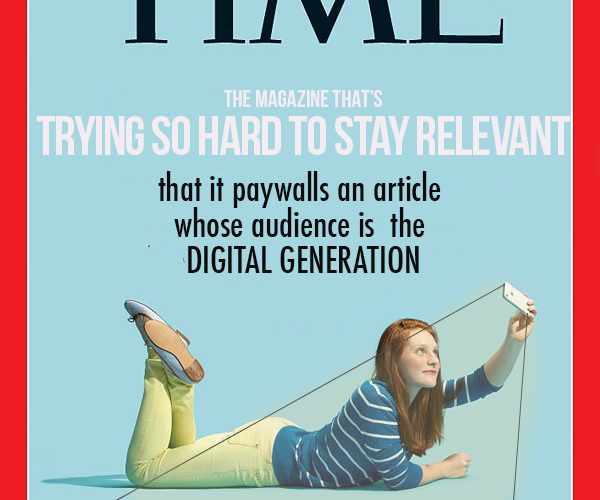 TIME
THE MAGAZINE THAT'S
TRYING SO HARD TO STAY RELEVANT
that it paywalls an article
whose audience is the
DIGITAL GENERATION